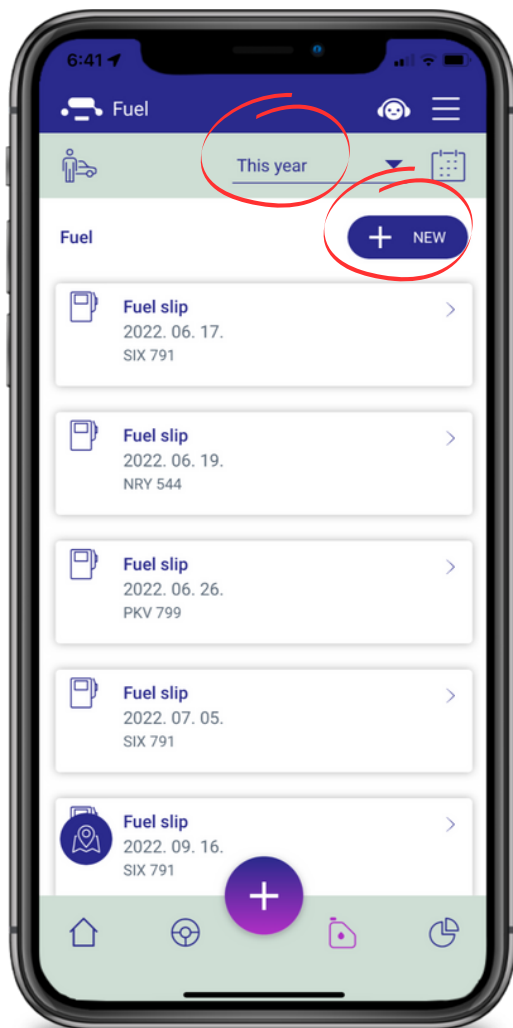 6:41
Fuel
This year
Fuel
+ NEW
Fuel slip
2022. 06. 17.
SIX 791
Fuel slip
2022. 06. 19.
NRY 544
Fuel slip
2022. 06. 26.
PKV 799
Fuel slip
2022. 07. 05.
SIX 791
Fuel slip
2022. 09. 16.
SIX 791
+